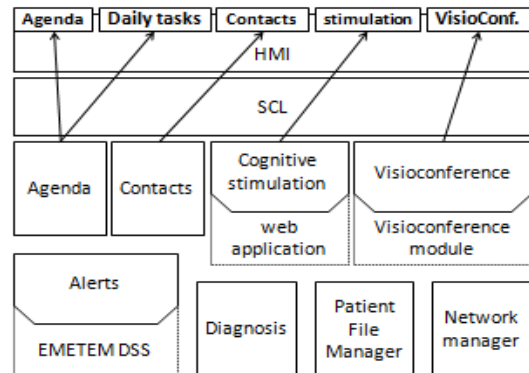 Agenda
Daily tasks
Contacts
stimulation
VisioConf.
HMI
SCL
Agenda
Contacts
Cognitive
stimulation
web
application
Visioconference
Visioconference
module
Alerts
EMETEM DSS
Diagnosis
Patient
File
Manager
Network
manager